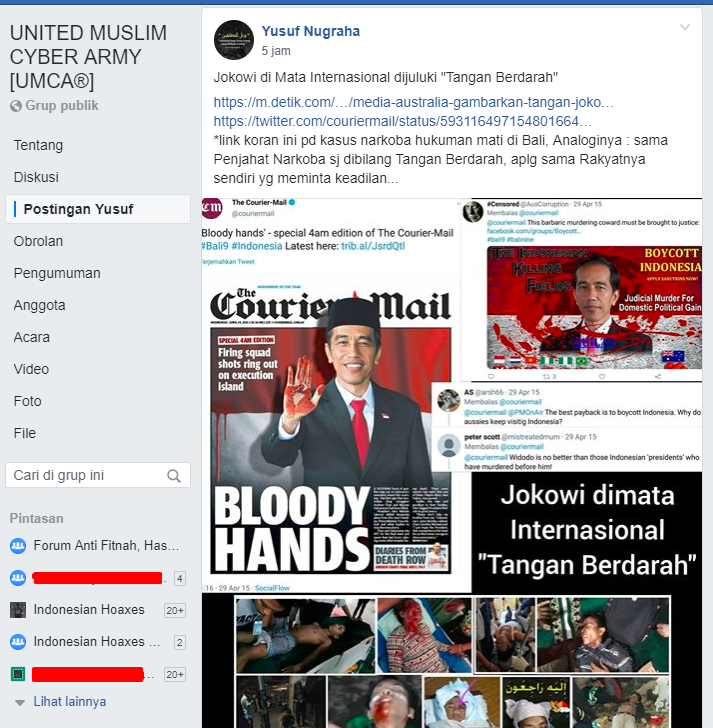 UNITED MUSLIM
CYBER ARMY
[UMCA®]
Grup publik
Tentang
Diskusi
Postingan Yusuf
Obrolan
Pengumuman
Anggota
Acara
Video
Foto
File
Cari di grup ini
Pintasan
Forum Anti Fitnah, Has...
4
Indonesian Hoaxes
20+
Indonesian Hoaxes ...
2
20+
Lihat lainnya
Yusuf Nugraha
5 jam
Jokowi di Mata Internasional dijuluki "Tangan Berdarah"
https://m.detik.com/…/media-australia-gambarkan-tangan-joko…
https://twitter.com/couriermail/status/593116497154801664…
*link koran ini pd kasus narkoba hukuman mati di Bali, Analoginya : sama
Penjahat Narkoba sj dibilang Tangan Berdarah, aplg sama Rakyatnya
sendiri yg meminta keadilan...
The Courier-Mail
@couriermail
Bloody hands' - special 4am edition of The Courier-Mail
#Bali9 #Indonesia Latest here: trib.al/JsrdQtl
Terjemahkan Tweet
The Courier Mail
SPECIAL 4AM EDITION
Firing squad
shots ring out
on execution
island
BLOODY
HANDS
DIARIES FROM
DEATH ROW
:16 · 29 Apr 15 · SocialFlow
#Censored @AusCorruption · 29 Apr 15
Membalas @couriermail
@couriermail This barbaric murdering coward must be brought to justice:
facebook.com/groups/Boycott...
#bali9 #balinine
THE INDONESIAN
KILLING
FIELDS
BOYCOTT
INDONESIA
APPLY SANCTIONS NOW!
Judicial Murder For
Domestic Political Gain
3
AS @arsh66 · 29 Apr 15
Membalas @couriermail
@couriermail @PMOnAir The best payback is to boycott Indonesia. Why do
aussies keep visiting Indonesia?
peter scott @mistreatedmum · 29 Apr 15
Membalas @couriermail
@couriermail Widodo is no better than those Indonesian 'presidents' who
have murdered before him!
Jokowi dimata
Internasional
"Tangan Berdarah"